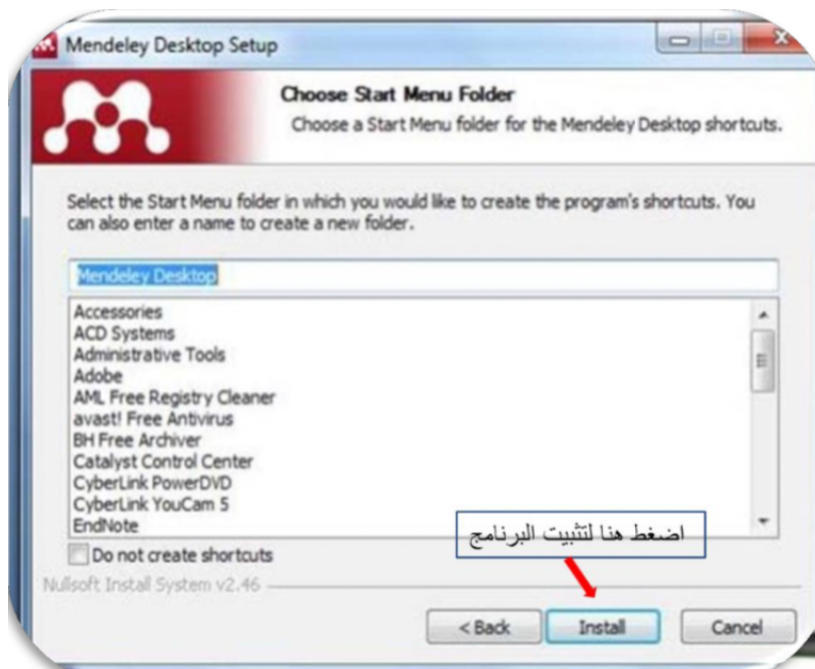 Mendeley Desktop Setup
Choose Start Menu Folder
Choose a Start Menu folder for the Mendeley Desktop shortcuts.
Select the Start Menu folder in which you would like to create the program's shortcuts. You
can also enter a name to create a new folder.
Mendeley Desktop
Accessories
ACD Systems
Administrative Tools
Adobe
AML Free Registry Cleaner
avast! Free Antivirus
BH Free Archiver
Catalyst Control Center
CyberLink PowerDVD
CyberLink YouCam 5
EndNote
اضغط هنا لتثبيت البرنامج
Do not create shortcuts
Nullsoft Install System v2.46
< Back Install Cancel